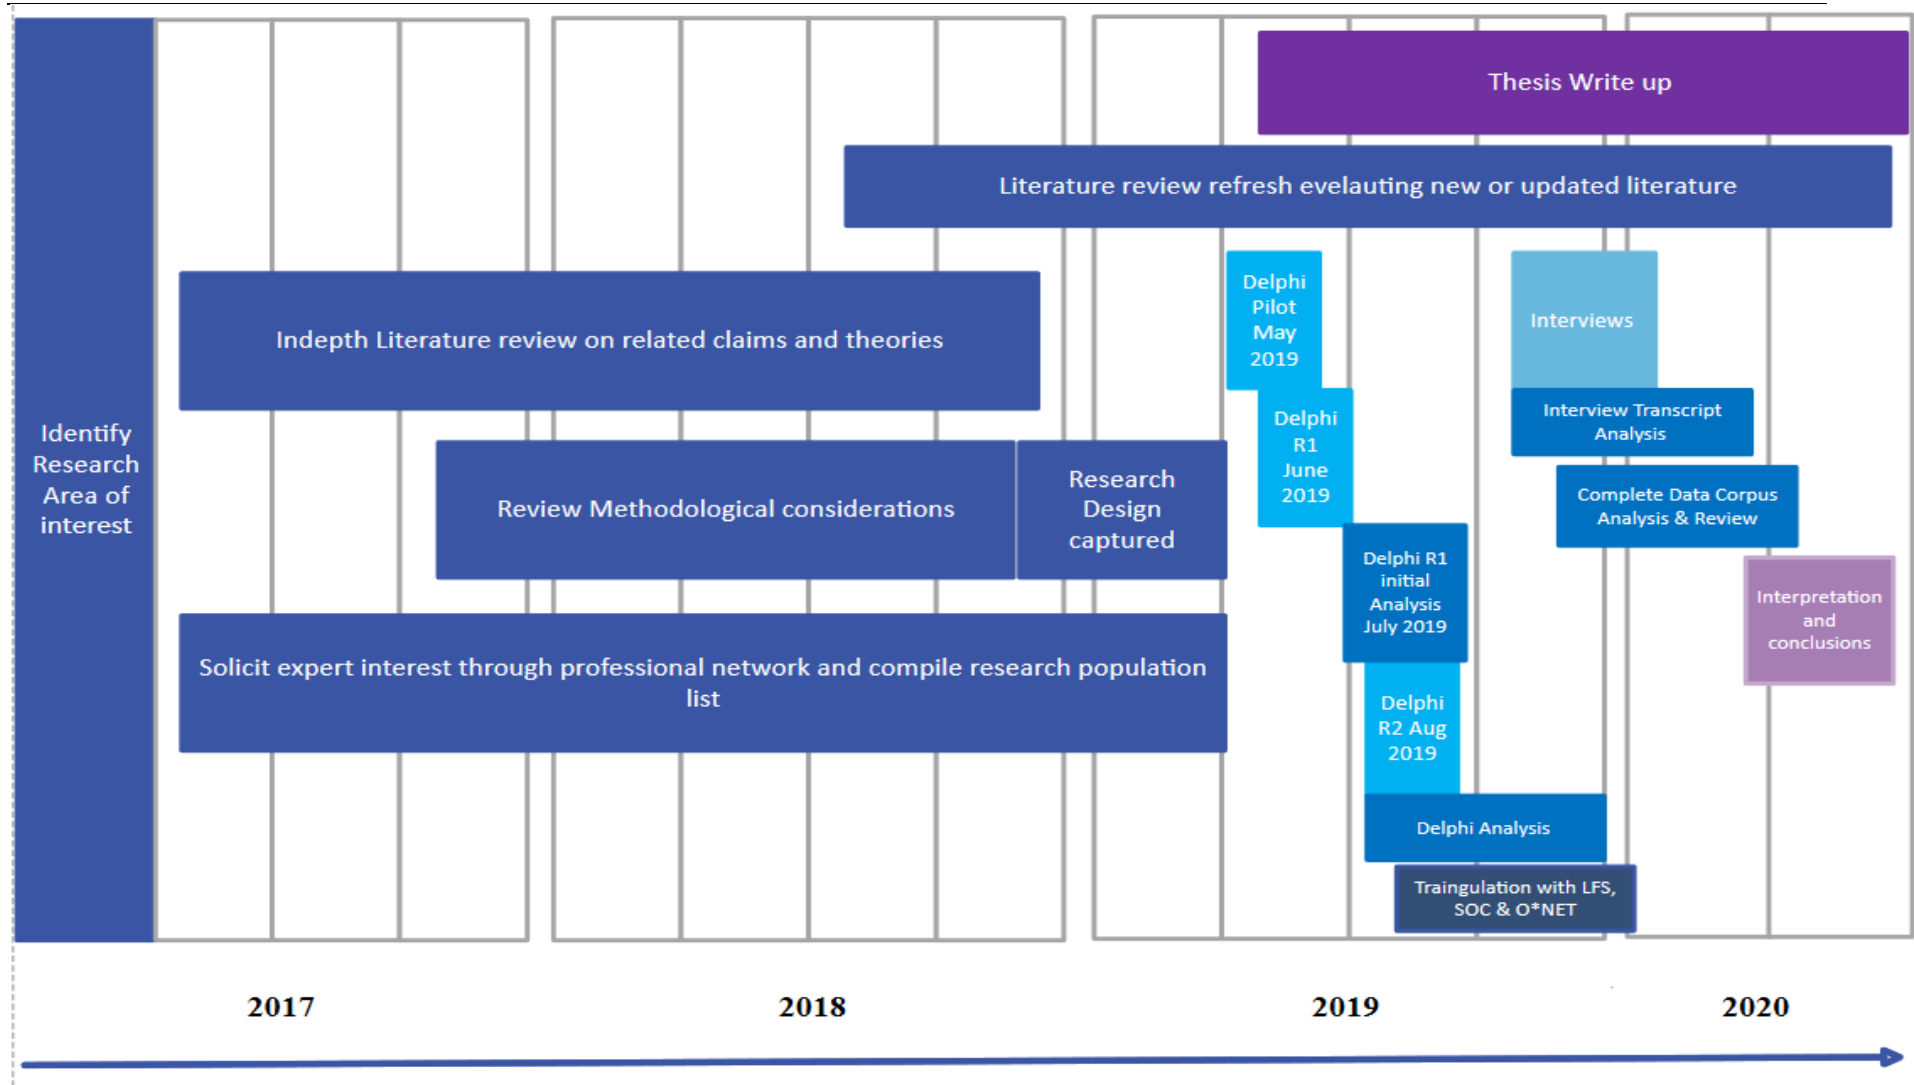 Thesis Write up
Literature review refresh evelauting new or updated literature
Delphi
Pilot
May
2019
Interviews
Indepth Literature review on related claims and theories
Identify
Research
Area of
interest
Delphi
R1
June
2019
Interview Transcript
Analysis
Review Methodological considerations
Research
Design
captured
Complete Data Corpus
Analysis & Review
Delphi R1
initial
Analysis
July 2019
Interpretation
and
conclusions
Solicit expert interest through professional network and compile research population
list
Delphi
R2 Aug
2019
Delphi Analysis
Traingulation with LFS,
SOC & O*NET
2017
2018
2019
2020